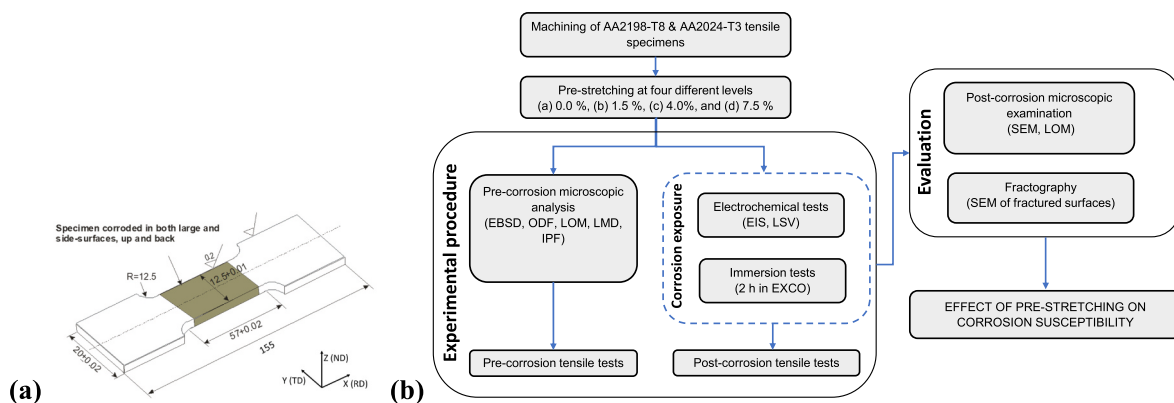 Specimen corroded in both large and
side-surfaces, up and back
R=12.5
0.2
12.5+0.01
57+0.02
155
20+0.02
Z (ND)
Y (TD)
X (RD)
(a)
(b)
Machining of AA2198-T8 & AA2024-T3 tensile
specimens
Pre-stretching at four different levels
(a) 0.0 %, (b) 1.5 %, (c) 4.0%, and (d) 7.5 %
Experimental procedure
Pre-corrosion microscopic
analysis
(EBSD, ODF, LOM, LMD,
IPF)
Pre-corrosion tensile tests
Corrosion exposure
Electrochemical tests
(EIS, LSV)
Immersion tests
(2 h in EXCO)
Post-corrosion tensile tests
Evaluation
Post-corrosion microscopic
examination
(SEM, LOM)
Fractography
(SEM of fractured surfaces)
EFFECT OF PRE-STRETCHING ON
CORROSION SUSCEPTIBILITY